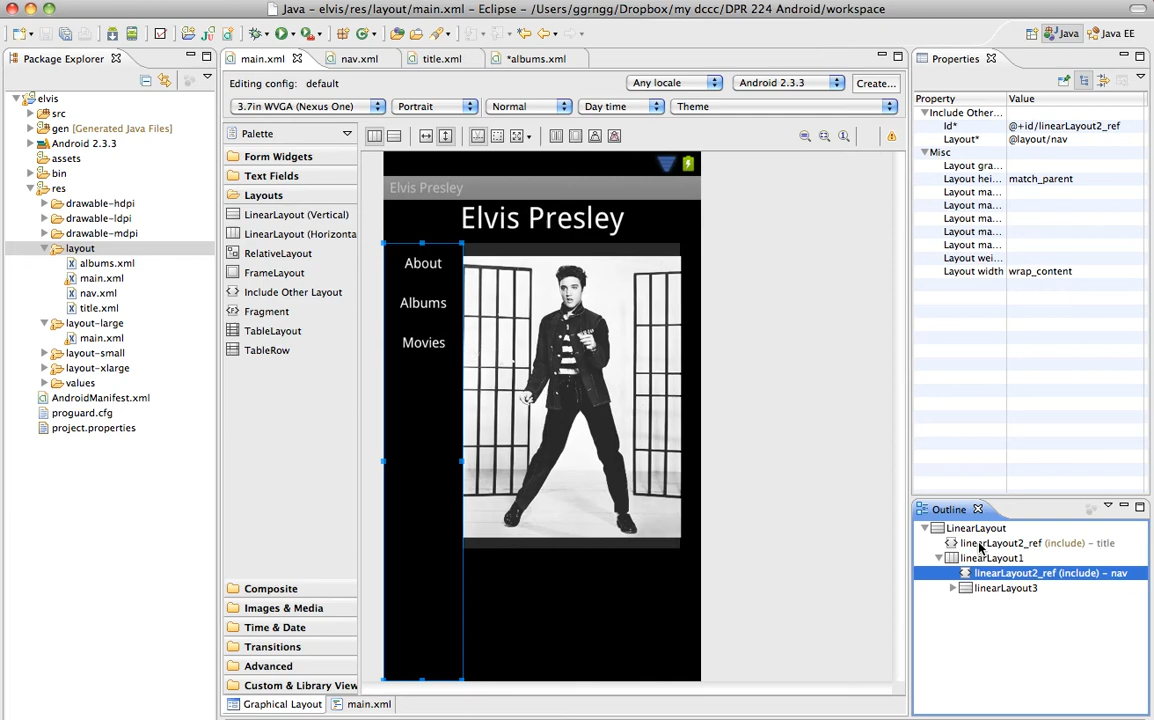 Java - elvis/res/layout/main.xml - Eclipse - /Users/ggrngg/Dropbox/my dccc/DPR 224 Android/workspace
Java
Java EE
Package Explorer
elvis
src
gen [Generated Java Files]
Android 2.3.3
assets
bin
res
drawable-hdpi
drawable-ldpi
drawable-mdpi
layout
albums.xml
main.xml
nav.xml
title.xml
layout-large
main.xml
layout-small
layout-xlarge
values
AndroidManifest.xml
proguard.cfg
project.properties
main.xml
nav.xml
title.xml
*albums.xml
Editing config: default
Any locale
Android 2.3.3
Create...
3.7in WVGA (Nexus One)
Portrait
Normal
Day time
Theme
Palette
Form Widgets
Text Fields
Layouts
LinearLayout (Vertical)
LinearLayout (Horizonta
RelativeLayout
FrameLayout
Include Other Layout
Fragment
TableLayout
TableRow
Composite
Images & Media
Time & Date
Transitions
Advanced
Custom & Library View
Elvis Presley
Elvis Presley
About
Albums
Movies
Graphical Layout
main.xml
Properties
Property Value
Include Other...
Id* @+id/linearLayout2_ref
Layout* @layout/nav
Misc
Layout gra...
Layout hei... match_parent
Layout ma...
Layout ma...
Layout ma...
Layout ma...
Layout ma...
Layout wei...
Layout width wrap_content
Outline
LinearLayout
linearLayout2_ref (include) - title
linearLayout1
linearLayout2_ref (include) - nav
linearLayout3